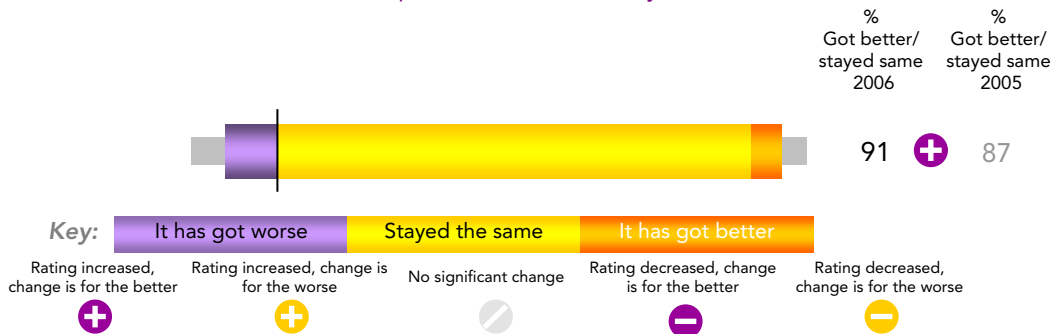 %
Got better/
stayed same
2006
%
Got better/
stayed same
2005
91
87
Key:
It has got worse
Stayed the same
It has got better
Rating increased,
change is for the better
Rating increased, change is
for the worse
No significant change
Rating decreased, change
is for the better
Rating decreased,
change is for the worse